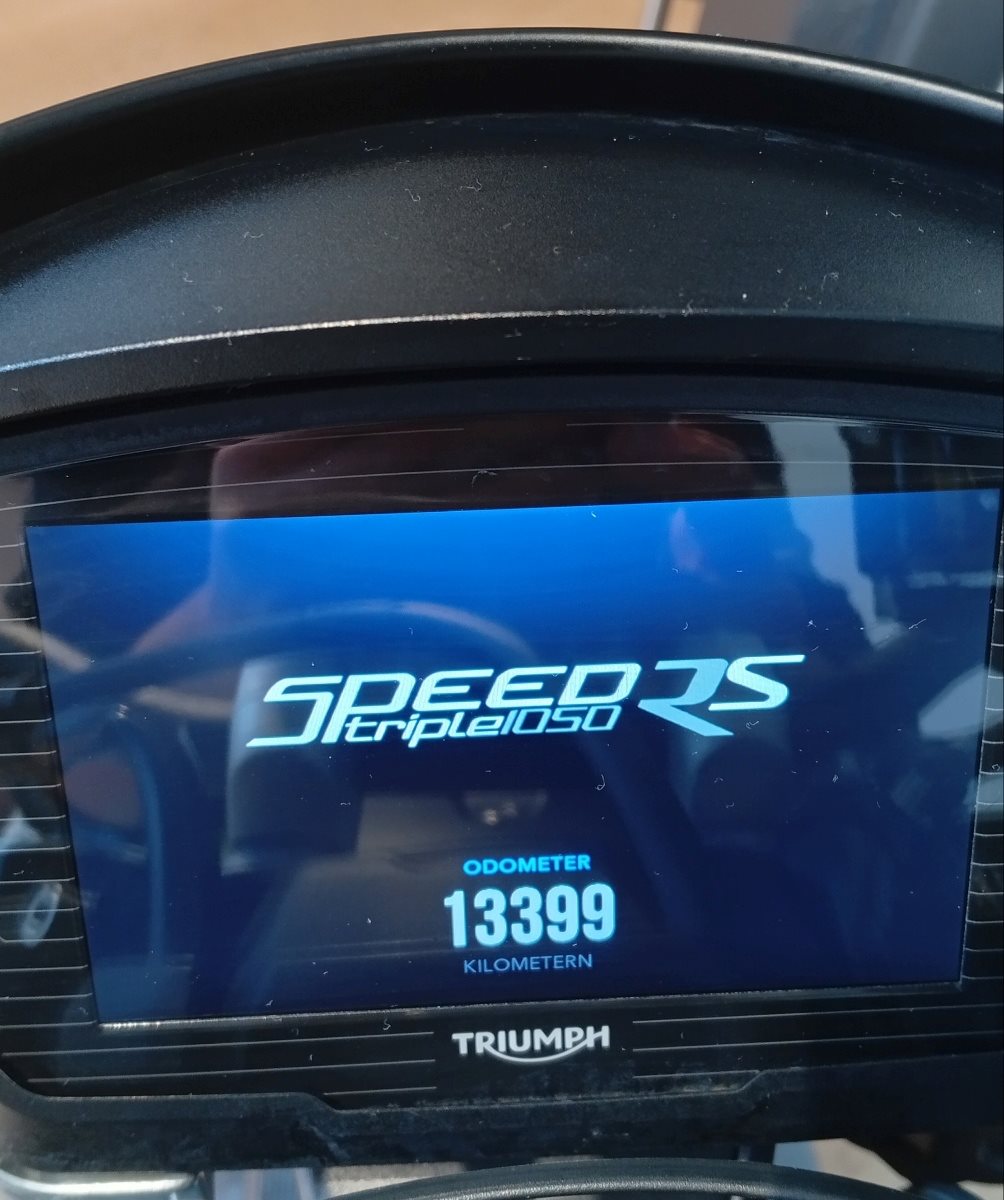 SPEED RS
triple1050
ODOMETER
13399
KILOMETERN
TRIUMPH